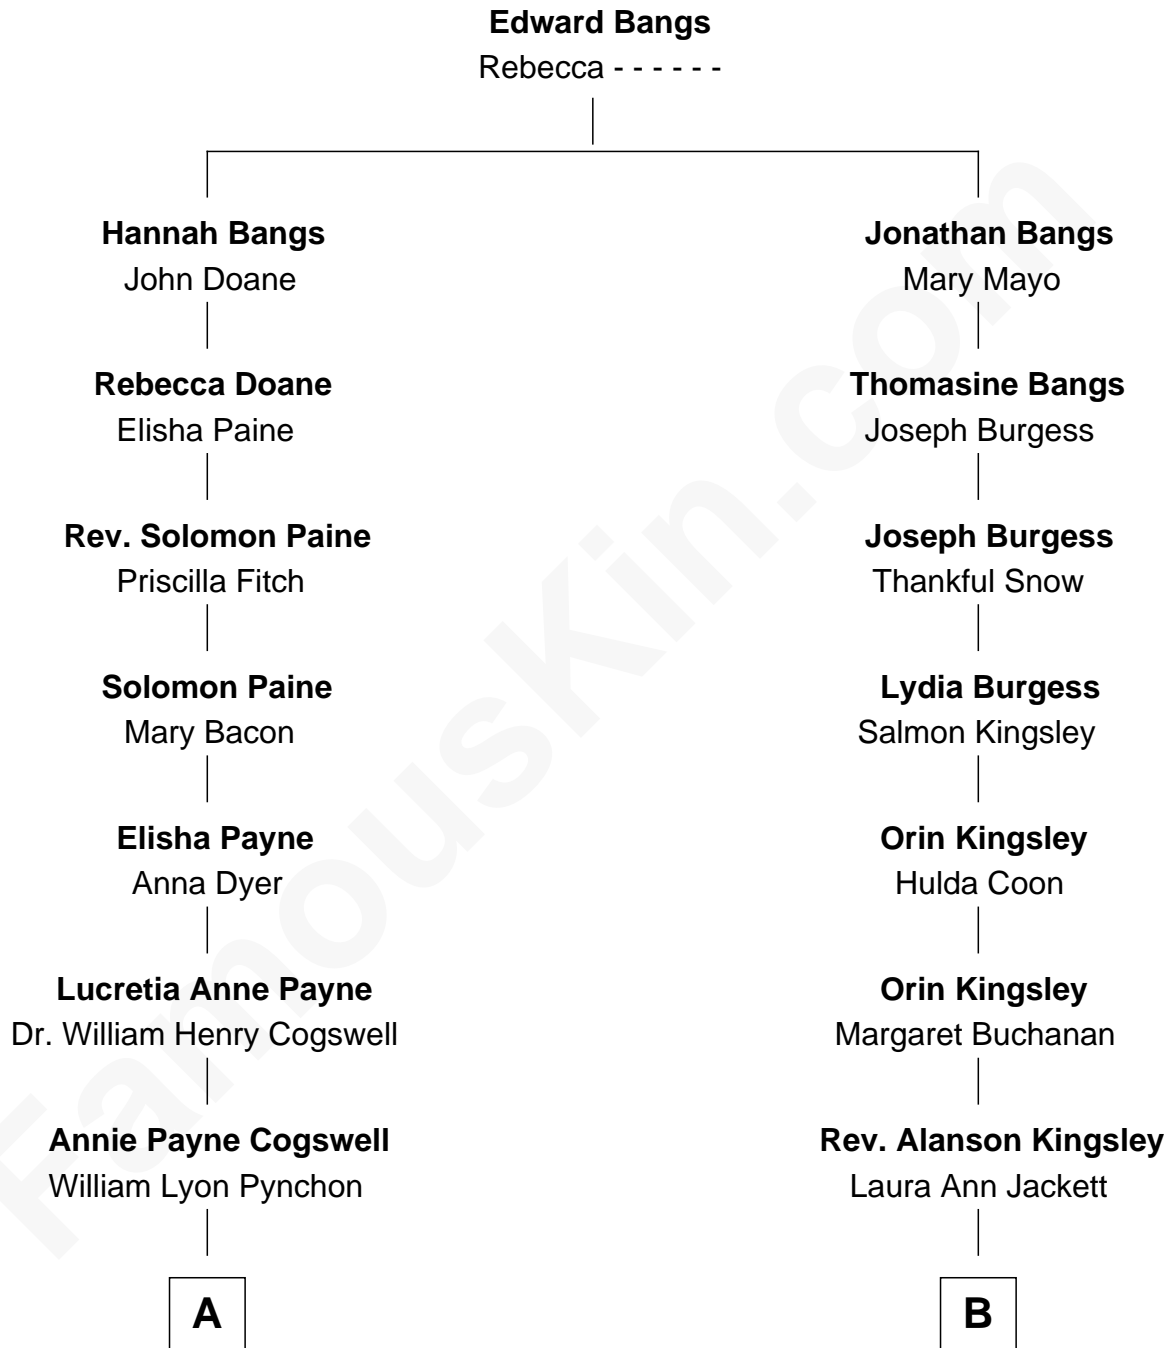 Edward Bangs
Rebecca - - - - - -
Hannah Bangs
John Doane
Jonathan Bangs
Mary Mayo
Rebecca Doane
Elisha Paine
Thomasine Bangs
Joseph Burgess
Rev. Solomon Paine
Priscilla Fitch
Joseph Burgess
Thankful Snow
Solomon Paine
Mary Bacon
Lydia Burgess
Salmon Kingsley
Elisha Payne
Anna Dyer
Orin Kingsley
Hulda Coon
Lucretia Anne Payne
Dr. William Henry Cogswell
Orin Kingsley
Margaret Buchanan
Annie Payne Cogswell
William Lyon Pynchon
Rev. Alanson Kingsley
Laura Ann Jackett
A
B
FamousKin.com